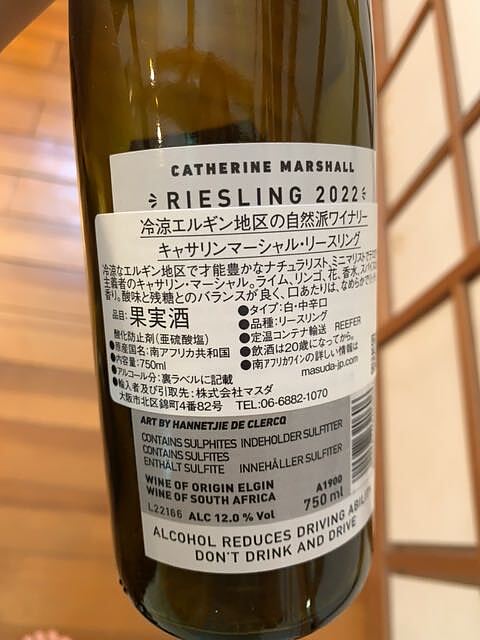 CATHERINE MARSHALL
RIESLING 2022
冷涼エルギン地区の自然派ワイナリー
キャサリンマーシャル・リースリング
冷涼なエルギン地区で才能豊かなナチュラリスト、ミニマリストで
主義者のキャサリン・マーシャル。ライム、リンゴ、花、香水、スパイス
香り。酸味と残糖とのバランスが良く、口あたりは、なめらかで
品目:果実酒
酸化防止剤(亜硫酸塩)
●原産国名:南アフリカ共和国
●内容量:750ml
●アルコール分:裏ラベルに記載
●輸入者及び引取先:株式会社マスダ
大阪市北区錦町4番82号 TEL:06-6882-1070
●タイプ:白・中辛口
●品種:リースリング
●定温コンテナ輸送 REEFER
●飲酒は20歳になってから。
●南アフリカワインの詳しい情報は
masuda-jp.com
ART BY HANNETJIE DE CLERCQ
CONTAINS SULPHITES INDEHOLDER SULFITTER
CONTAINS SULFITES
ENTHÄLT SULFITE INNEHÅLLER SULFITER
WINE OF ORIGIN ELGIN
WINE OF SOUTH AFRICA
A1900
L22166 ALC 12.0 % Vol 750 ml
ALCOHOL REDUCES DRIVING ABILITY
DON'T DRINK AND DRIVE